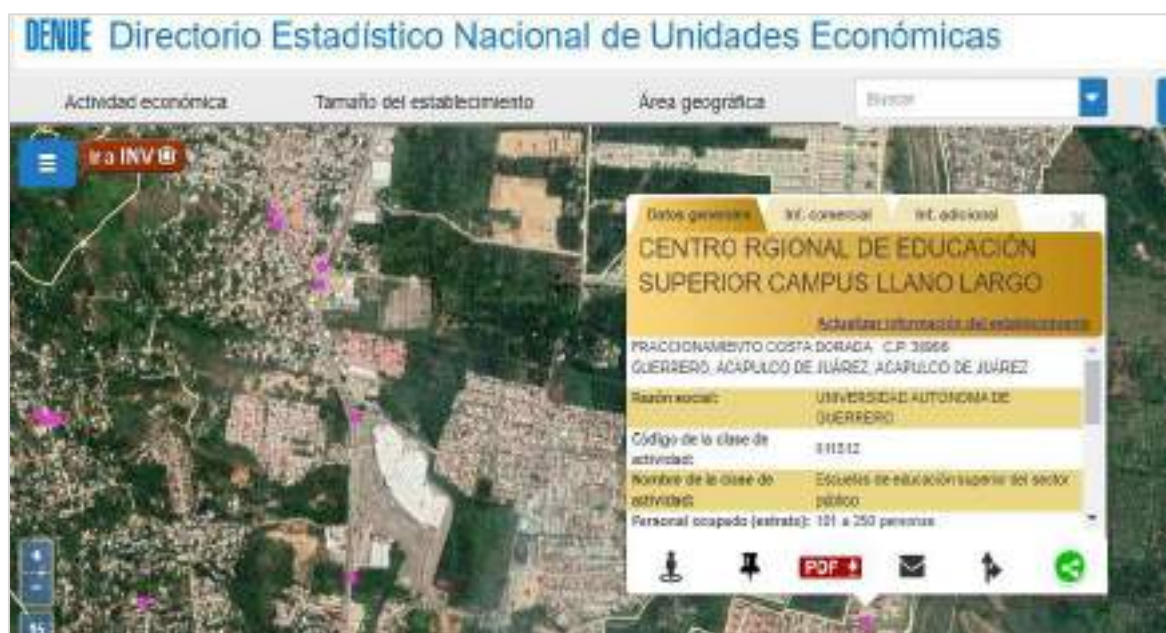 DENUE Directorio Estadístico Nacional de Unidades Económicas
Actividad económica Tamaño del establecimiento Área geográfica Buscar
Ir a INV
Datos generales Inf. comercial Inf. adicional
CENTRO RGIONAL DE EDUCACIÓN
SUPERIOR CAMPUS LLANO LARGO
Actualizar información del establecimiento
FRACCIONAMIENTO COSTA DORADA C.P.
GUERRERO, ACAPULCO DE JUÁREZ, ACAPULCO DE JUÁREZ
Razón social: UNIVERSIDAD AUTONOMA DE
GUERRERO
Código de la clase de
actividad: 611312
Nombre de la clase de Escuelas de educación superior del sector
actividad: público
Personal ocupado (estrato): 101 a 250 personas
PDF
+
-
15